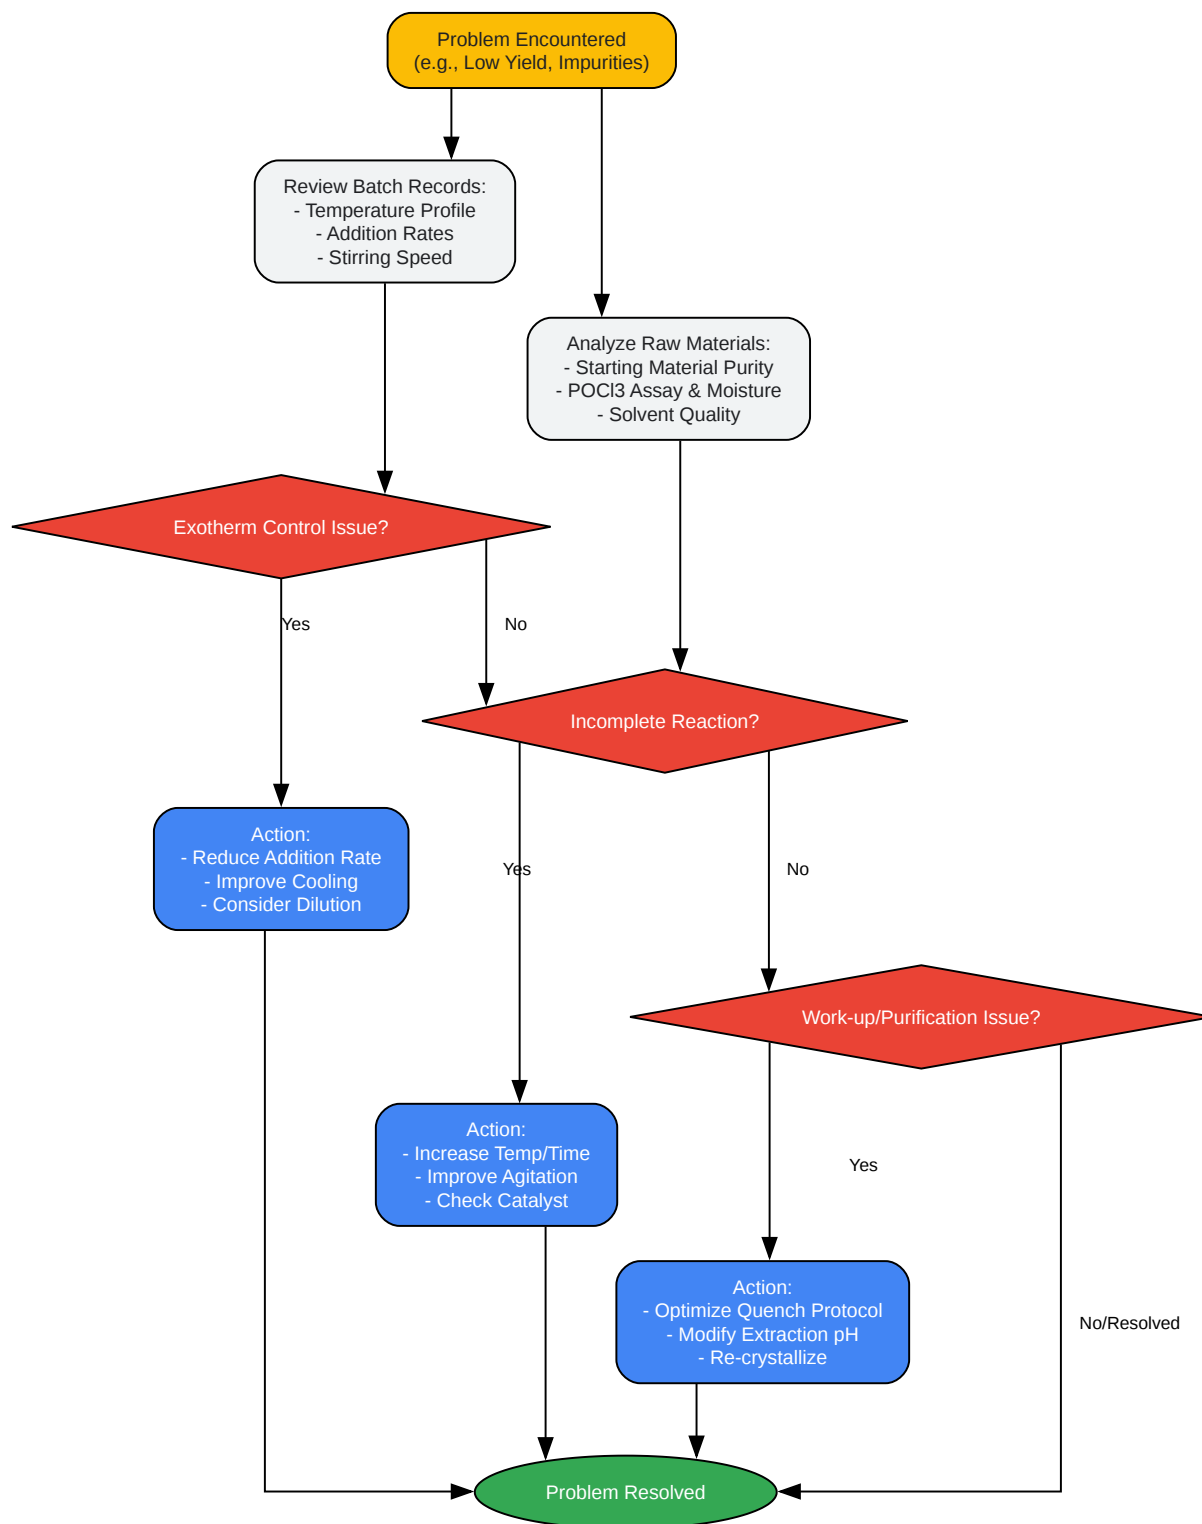 Problem Encountered
(e.g., Low Yield, Impurities)
Review Batch Records:
- Temperature Profile
- Addition Rates
- Stirring Speed
Analyze Raw Materials:
- Starting Material Purity
- POCl3 Assay & Moisture
- Solvent Quality
Exotherm Control Issue?
Yes
No
Incomplete Reaction?
Action:
- Reduce Addition Rate
- Improve Cooling
- Consider Dilution
Yes
No
Work-up/Purification Issue?
Action:
- Increase Temp/Time
- Improve Agitation
- Check Catalyst
Yes
Action:
- Optimize Quench Protocol
- Modify Extraction pH
- Re-crystallize
No/Resolved
Problem Resolved